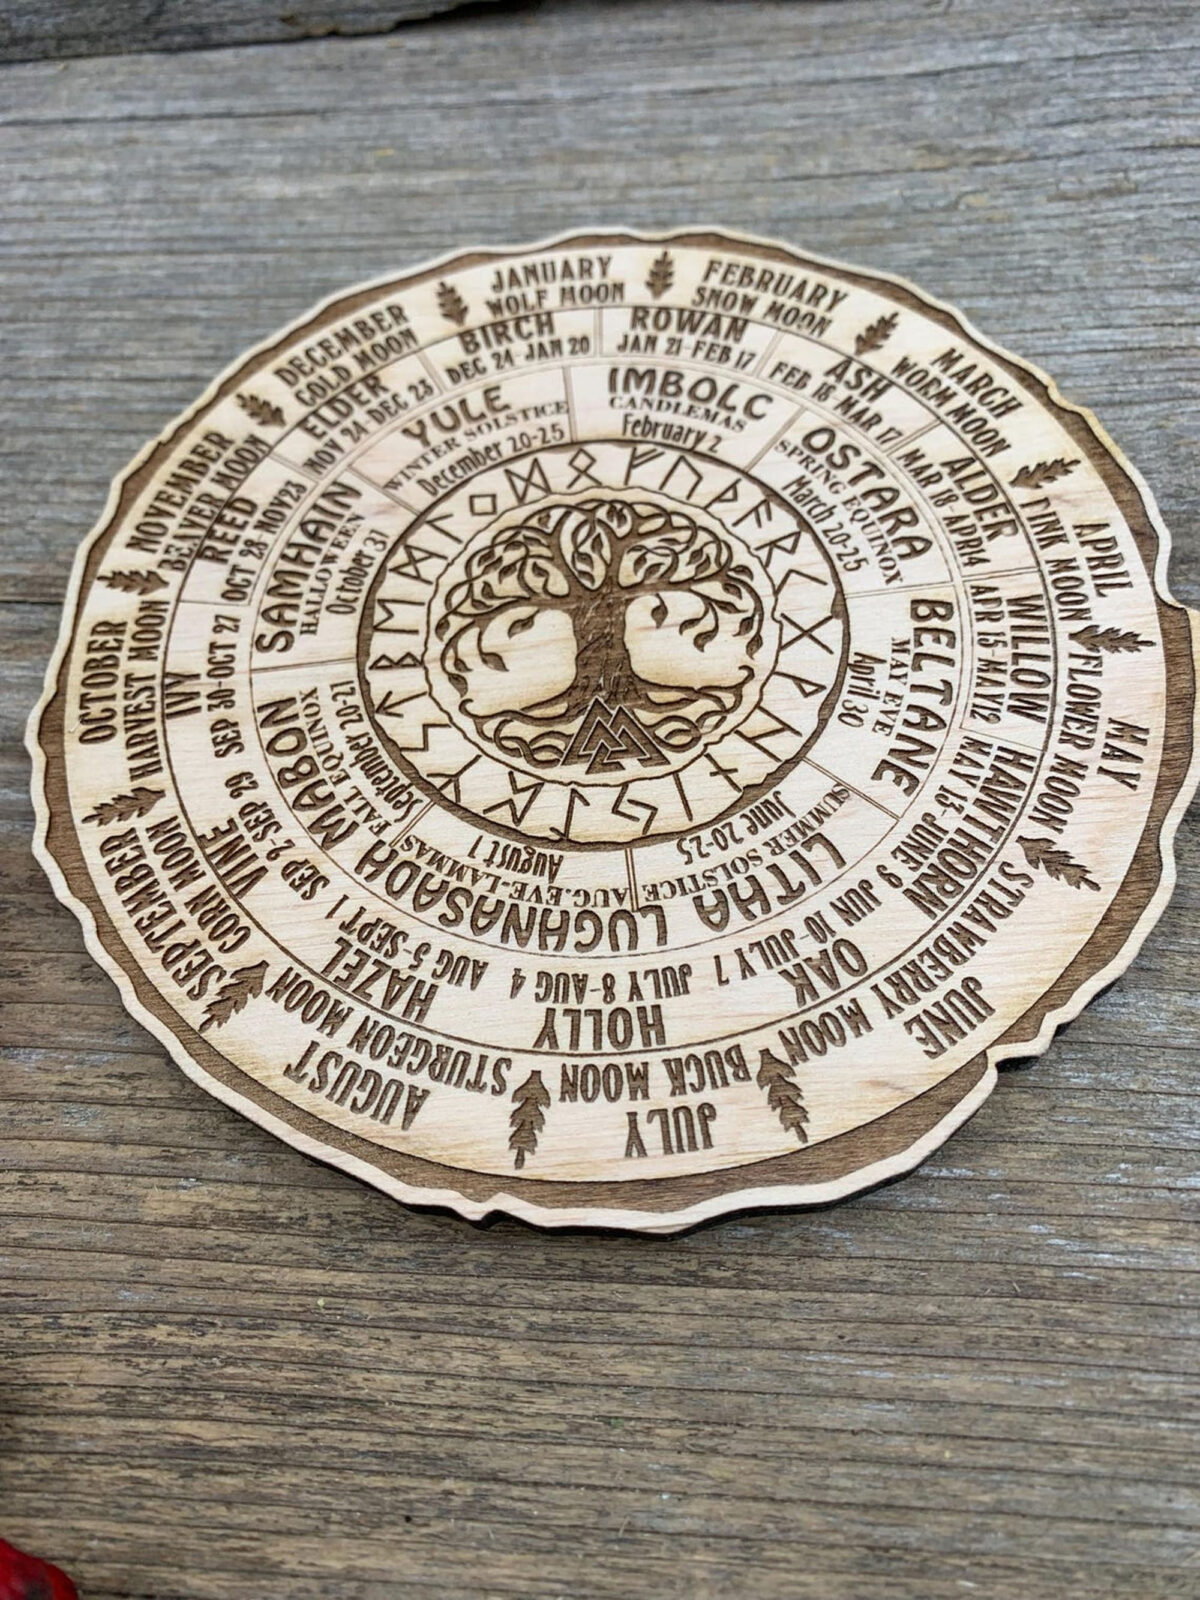 JANUARY
WOLF MOON
FEBRUARY
SNOW MOON
MARCH
WORM MOON
APRIL
PINK MOON
MAY
FLOWER MOON
JUNE
STRAWBERRY MOON
JULY
BUCK MOON
AUGUST
STURGEON MOON
SEPTEMBER
CORN MOON
OCTOBER
HARVEST MOON
NOVEMBER
BEAVER MOON
DECEMBER
COLD MOON
BIRCH
DEC 24-JAN 20
ROWAN
JAN 21-FEB 17
ASH
FEB 18-MAR 17
ALDER
MAR 18-APR14
WILLOW
APR 15-MAY12
HAWTHORN
MAY 13-JUNE 9
OAK
JUN 10-JULY 7
HOLLY
JULY 8-AUG 4
HAZEL
AUG 5-SEPT 1
VINE
SEP 2-SEP 29
IVY
SEP 30-OCT 27
REED
OCT 28-NOV23
ELDER
NOV 24-DEC 23
YULE
WINTER SOLSTICE
December 20-25
IMBOLC
CANDLEMAS
February 2
OSTARA
SPRING EQUINOX
March 20-25
BELTANE
MAY EVE
April 30
LITHA
SUMMER SOLSTICE
June 20-25
LUGHNASADH
AUG.EVE-LAMMAS
August 1
MABON
FALL EQUINOX
September 20-21
SAMHAIN
HALLOWEEN
October 31
ᚠ ᚢ ᚦ ᚨ ᚱ ᚲ ᚷ ᚹ ᚺ ᚾ ᛁ ᛃ ᛇ ᛈ ᛉ ᛊ ᛏ ᛒ ᛖ ᛗ ᛚ ᛜ ᛞ ᛟ